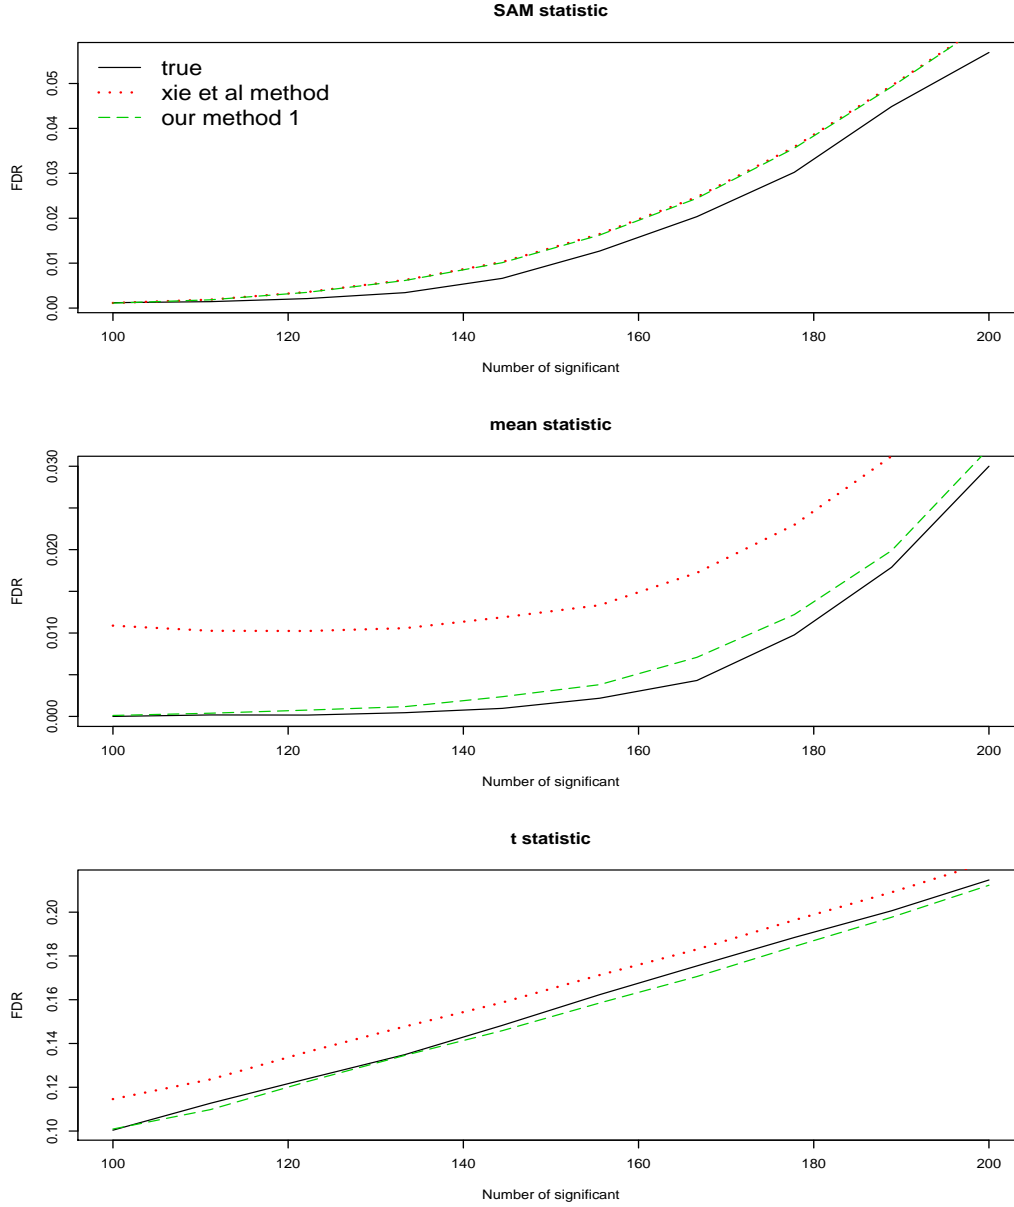 SAM statistic
true
xie et al method
our method 1
FDR
0.00 0.01 0.02 0.03 0.04 0.05
100 120 140 160 180 200
Number of significant
mean statistic
FDR
0.000 0.010 0.020 0.030
100 120 140 160 180 200
Number of significant
t statistic
FDR
0.10 0.12 0.14 0.16 0.18 0.20
100 120 140 160 180 200
Number of significant